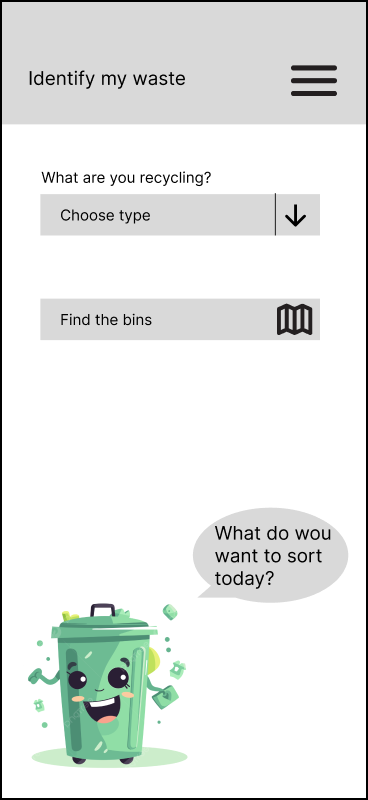 Identify my waste
What are you recycling?
Choose type
Find the bins
What do wou
want to sort
today?